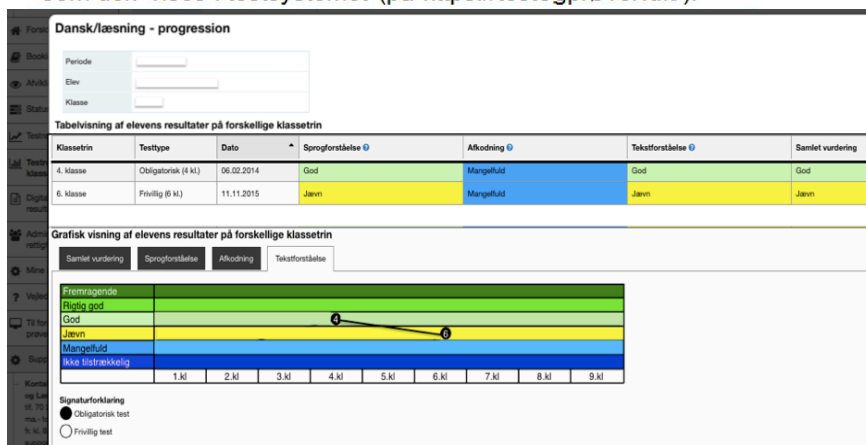 Dansk/læsning - progression
Periode
Elev
Klasse
Tabelvisning af elevens resultater på forskellige klassetrin
Klassetrin Testtype Dato Sprogforståelse Afkodning Tekstforståelse Samlet vurdering
4. klasse Obligatorisk (4 kl.) 06.02.2014 God Mangelfuld God God
6. klasse Frivillig (6 kl.) 11.11.2015 Jævn Mangelfuld Jævn Jævn
Grafisk visning af elevens resultater på forskellige klassetrin
Samlet vurdering Sprogforståelse Afkodning Tekstforståelse
Fremragende
Rigtig god
God 4
Jævn 6
Mangelfuld
Ikke tilstrækkelig
1.kl 2.kl 3.kl 4.kl 5.kl 6.kl 7.kl 8.kl 9.kl
Signaturforklaring
Obligatorisk test
Frivillig test
Mine